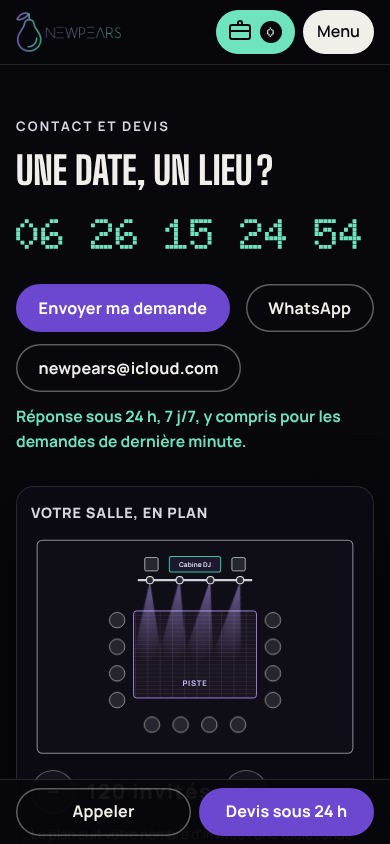 NEWPEARS
0
Menu
CONTACT ET DEVIS
UNE DATE, UN LIEU ?
06 26 15 24 54
Envoyer ma demande
WhatsApp
newpears@icloud.com
Réponse sous 24 h, 7 j/7, y compris pour les
demandes de dernière minute.
VOTRE SALLE, EN PLAN
Cabine DJ
PISTE
120 invités
Appeler
Devis sous 24 h